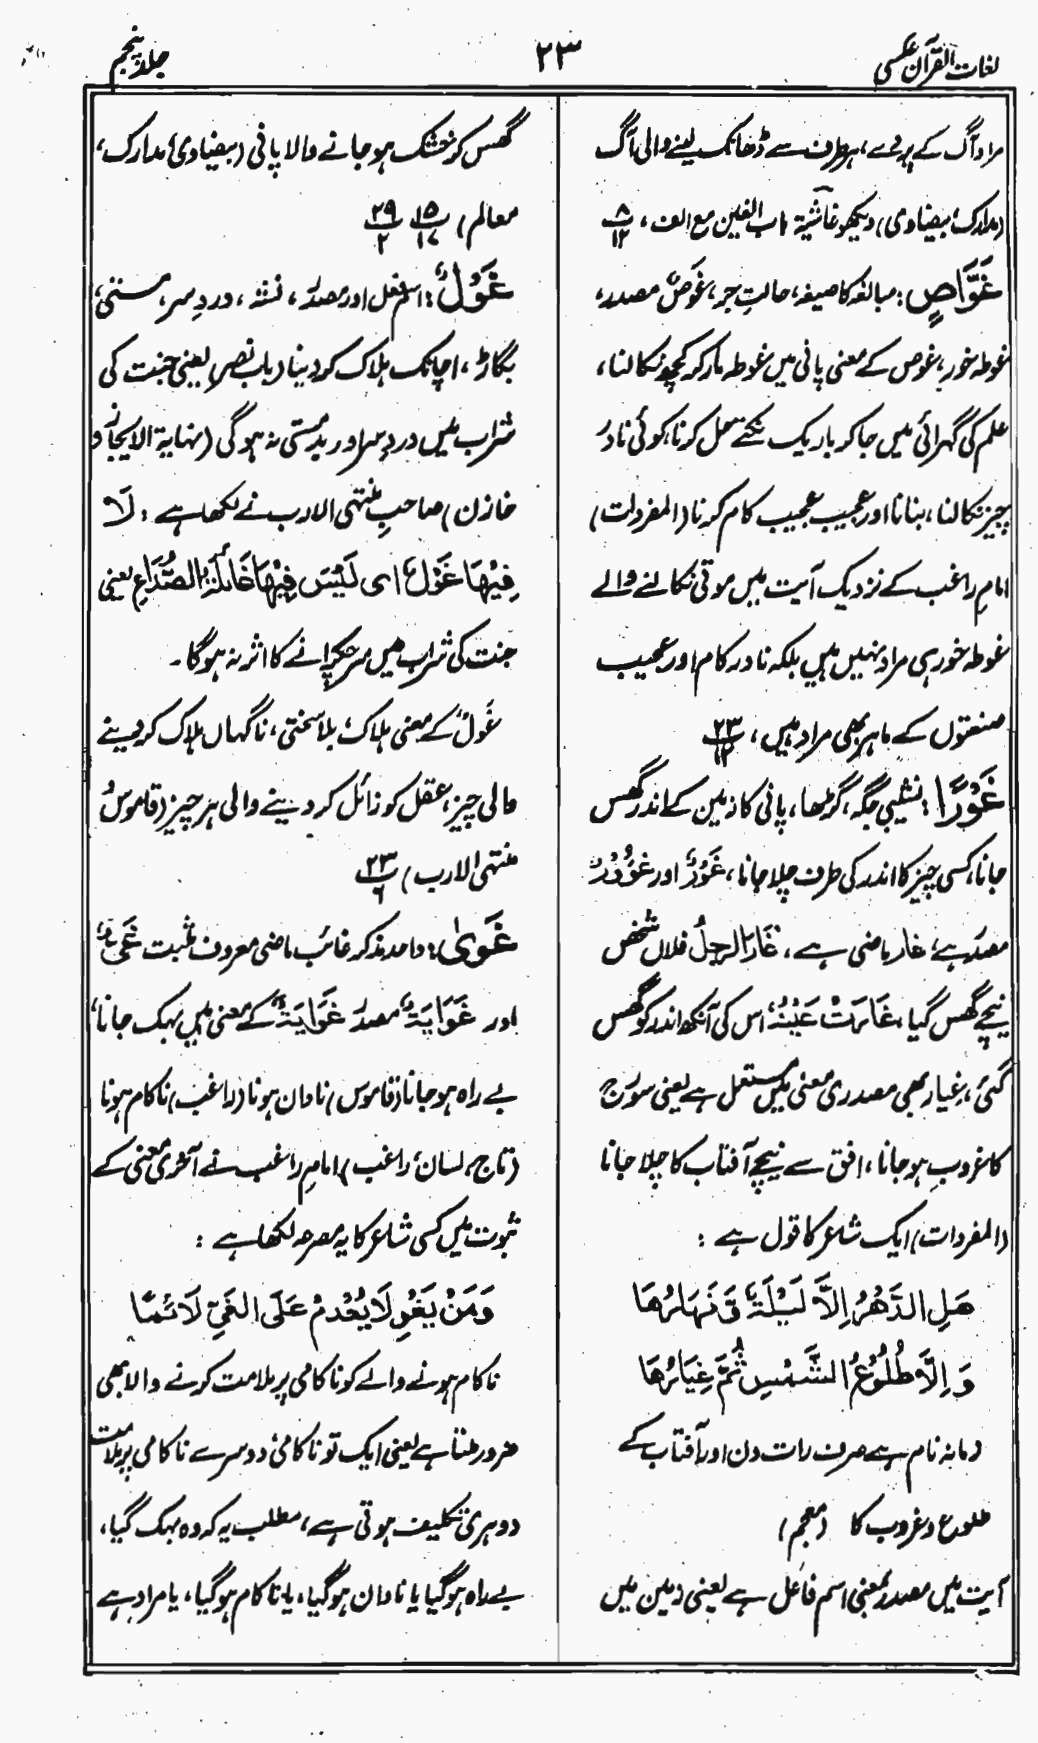 لغات القرآن عکسی
۲۳
جلد پنجم
مراد آگ کے پردے، ہر طرف سے ڈھانک لینے والی آگ
(مدارک، بیضاوی) دیکھو غاشیۃ باب الغین مع الف، ۸/۱۲
غَوَّاصٍ: مبالغہ کا صیغہ، حالتِ جر، غَوصٌ مصدر،
غوطہ خور، غوص کے معنی پانی میں غوطہ مار کر کچھ نکالنا،
علم کی گہرائی میں جا کر باریک نکتے حل کرنا، کوئی نادر
چیز نکالنا، بنانا اور عجیب عجیب کام کرنا (المفردات)
امامِ راغب کے نزدیک آیت میں موتی نکالنے والے
غوطہ خور ہی مراد نہیں ہیں بلکہ نادر کام اور عجیب
صنعتوں کے ماہر بھی مراد ہیں، ۲۳/۱۲
غَوْرًا: نشیبی جگہ، گڑھا، پانی کا زمین کے اندر گھس
جانا، کسی چیز کا اندر کی طرف چلا جانا، غَوْرٌ اور غُوُوْرٌ
مصدر ہے، غار ماضی ہے، غَارَ الرجلُ فلاں شخص
نیچے گھس گیا، غَارَتْ عَیْنُہٗ اس کی آنکھ اندر کو گھس
گئی، غیار بھی مصدری معنی میں مستعمل ہے یعنی سورج
کا غروب ہو جانا، افق سے نیچے آفتاب کا چلا جانا
(المفردات) ایک شاعر کا قول ہے:
هَلِ الدَّهْرُ اِلَّا لَيْلَةٌ وَّ نَهَارُهَا
وَ اِلَّا طُلُوْعُ الشَّمْسِ ثُمَّ غِيَارُهَا
زمانہ نام ہے صرف رات دن اور آفتاب کے
طلوع و غروب کا (معجم)
آیت میں مصدر بمعنی اسم فاعل ہے یعنی زمین میں
گھس کر خشک ہو جانے والا پانی (بیضاوی، مدارک،
معالم) ۱۵/۱۷ ۲۹/۲
غَوْلٌ: اسم فعل اور مصدر، نشہ، دردِ سر، مستی،
بگاڑ، اچانک ہلاک کر دینا (باب نصر) یعنی جنت کی
شراب میں دردِ سر اور بدمستی نہ ہو گی (نہایۃ الایجاز و
خازن) صاحبِ منتہی الارب نے لکھا ہے: لَا
فِيْهَا غَوْلٌ ای لَيْسَ فِيْهَا غَائِلَةُ الصُّدَاعِ یعنی
جنت کی شراب میں سر چکرانے کا اثر نہ ہو گا۔
غَولٌ کے معنی ہلاک، بلا، سختی، ناگہاں ہلاک کر دینے
والی چیز، عقل کو زائل کر دینے والی ہر چیز (قاموس
منتہی الارب) ۲۳/۶
غَوٰى: واحد مذکر غائب ماضی معروف مثبت غَیٌّ
اور غَوَايَةٌ مصدر غَوَايَةٌ کے معنی ہیں بہک جانا،
بے راہ ہو جانا (قاموس) نادان ہونا (راغب) ناکام ہونا
(تاج، لسان، راغب) امامِ راغب نے آخری معنی کے
ثبوت میں کسی شاعر کا یہ مصرعہ لکھا ہے:
وَمَنْ يَغْوِ لَا يُعْدِمُ عَلَى الغَيِّ لَائِمًا
ناکام ہونے والے کو ناکامی پر ملامت کرنے والا بھی
ضرور ملتا ہے یعنی ایک تو ناکامی دوسرے ناکامی پر ملامت
دوہری تکلیف ہوتی ہے، مطلب یہ کہ وہ بہک گیا،
بے راہ ہو گیا یا نادان ہو گیا، یا ناکام ہو گیا، یا مراد ہے